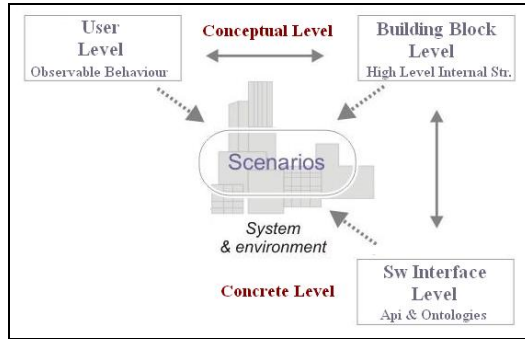 User
Level
Observable Behaviour
Conceptual Level
Building Block
Level
High Level Internal Str.
Scenarios
System
& environment
Concrete Level
Sw Interface
Level
Api & Ontologies